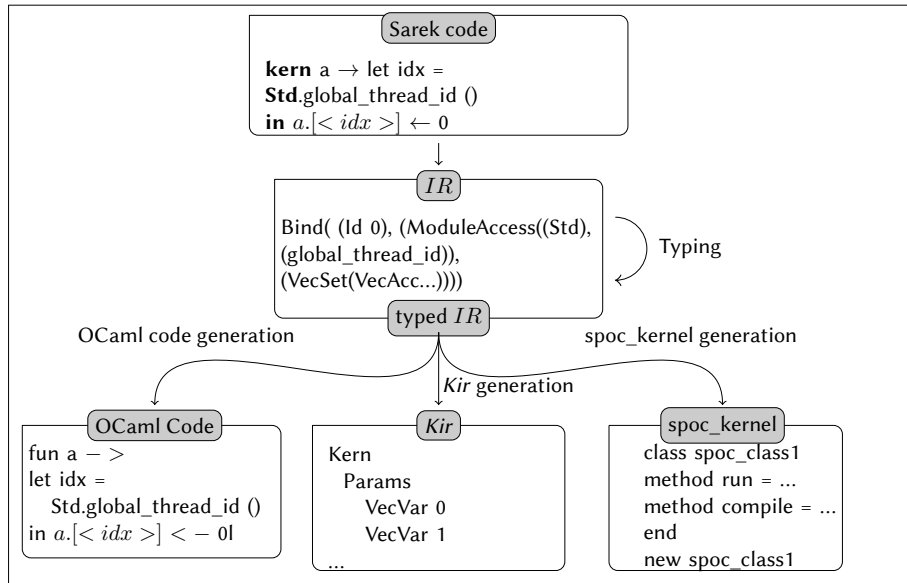 Sarek code
kern a → let idx =
Std.global_thread_id ()
in a.[< idx >] ← 0
IR
Bind( (Id 0), (ModuleAccess((Std),
(global_thread_id)),
(VecSet(VecAcc...))))
Typing
typed IR
OCaml code generation
spoc_kernel generation
Kir generation
OCaml Code
fun a − >
let idx =
Std.global_thread_id ()
in a.[< idx >] < − 0l
Kir
Kern
Params
VecVar 0
VecVar 1
...
spoc_kernel
class spoc_class1
method run = ...
method compile = ...
end
new spoc_class1